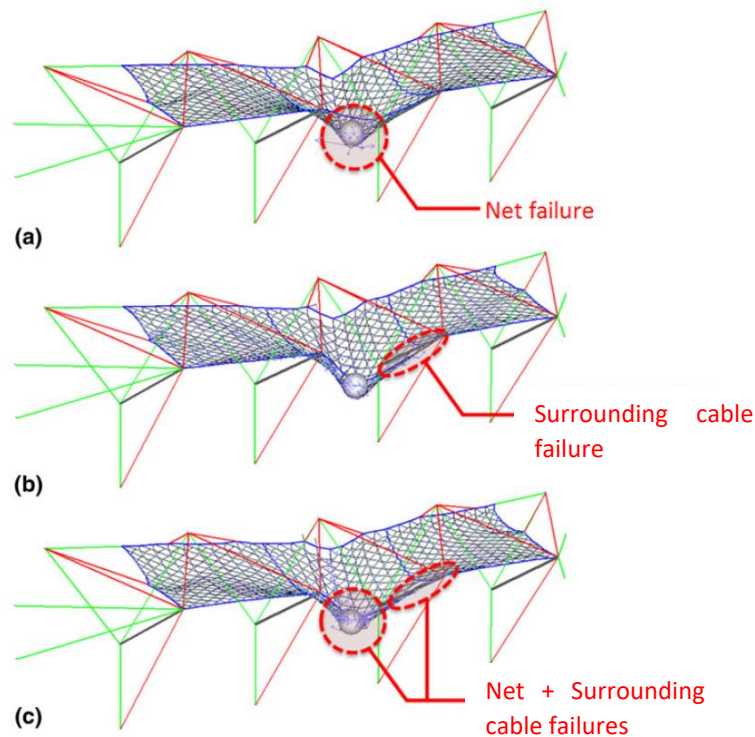 Net failure
(a)
Surrounding cable
failure
(b)
Net + Surrounding
cable failures
(c)